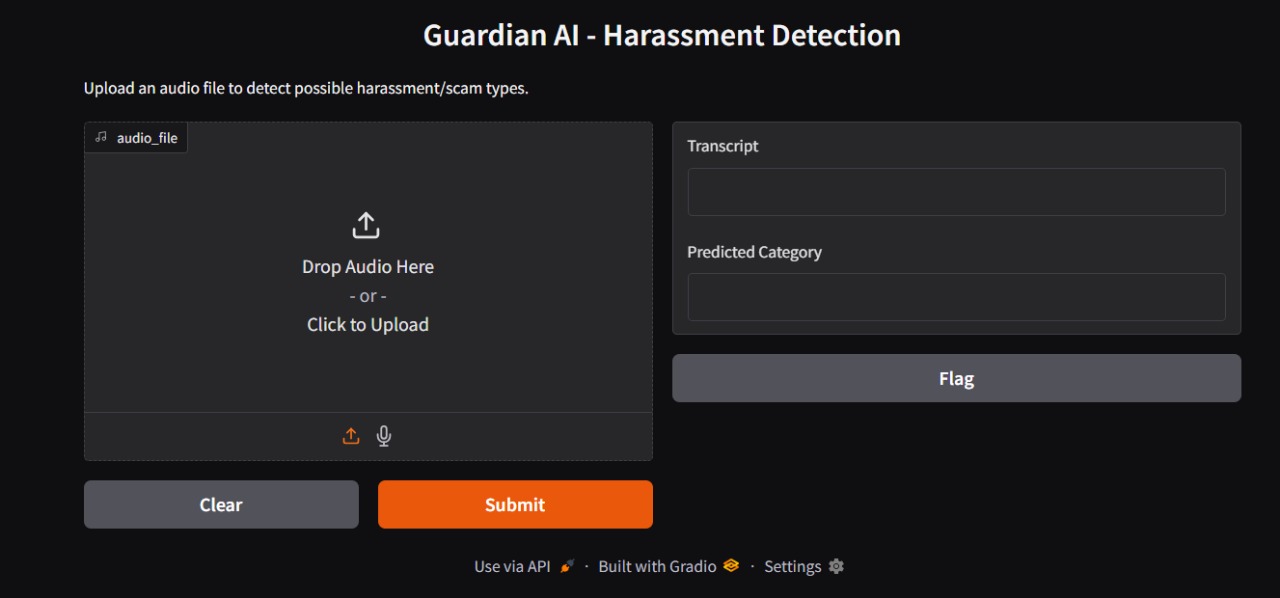 Guardian AI - Harassment Detection
Upload an audio file to detect possible harassment/scam types.
audio_file
Drop Audio Here
- or -
Click to Upload
Clear
Submit
Transcript
Predicted Category
Flag
Use via API · Built with Gradio · Settings